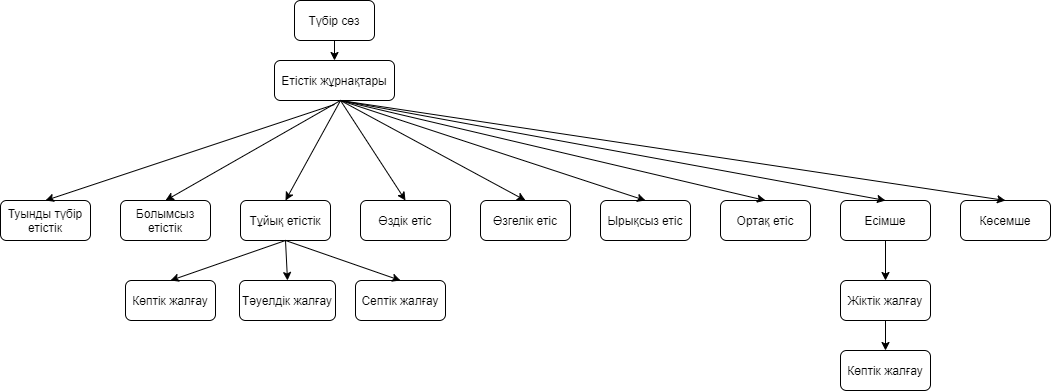 Түбір сөз
Етістік жұрнақтары
Туынды түбір
етістік
Болымсыз
етістік
Тұйық етістік
Өздік етіс
Өзгелік етіс
Ырықсыз етіс
Ортақ етіс
Есімше
Көсемше
Көптік жалғау
Тәуелдік жалғау
Септік жалғау
Жіктік жалғау
Көптік жалғау